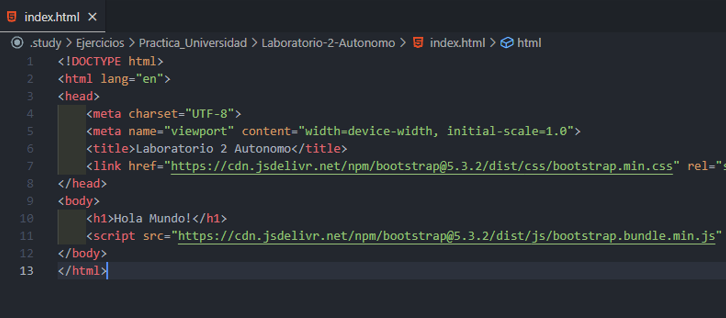 index.html
.study > Ejercicios > Practica_Universidad > Laboratorio-2-Autonomo > index.html > html
1 <!DOCTYPE html>
2 <html lang="en">
3 <head>
4 <meta charset="UTF-8">
5 <meta name="viewport" content="width=device-width, initial-scale=1.0">
6 <title>Laboratorio 2 Autonomo</title>
7 <link href="https://cdn.jsdelivr.net/npm/bootstrap@5.3.2/dist/css/bootstrap.min.css" rel="s
8 </head>
9 <body>
10 <h1>Hola Mundo!</h1>
11 <script src="https://cdn.jsdelivr.net/npm/bootstrap@5.3.2/dist/js/bootstrap.bundle.min.js"
12 </body>
13 </html>